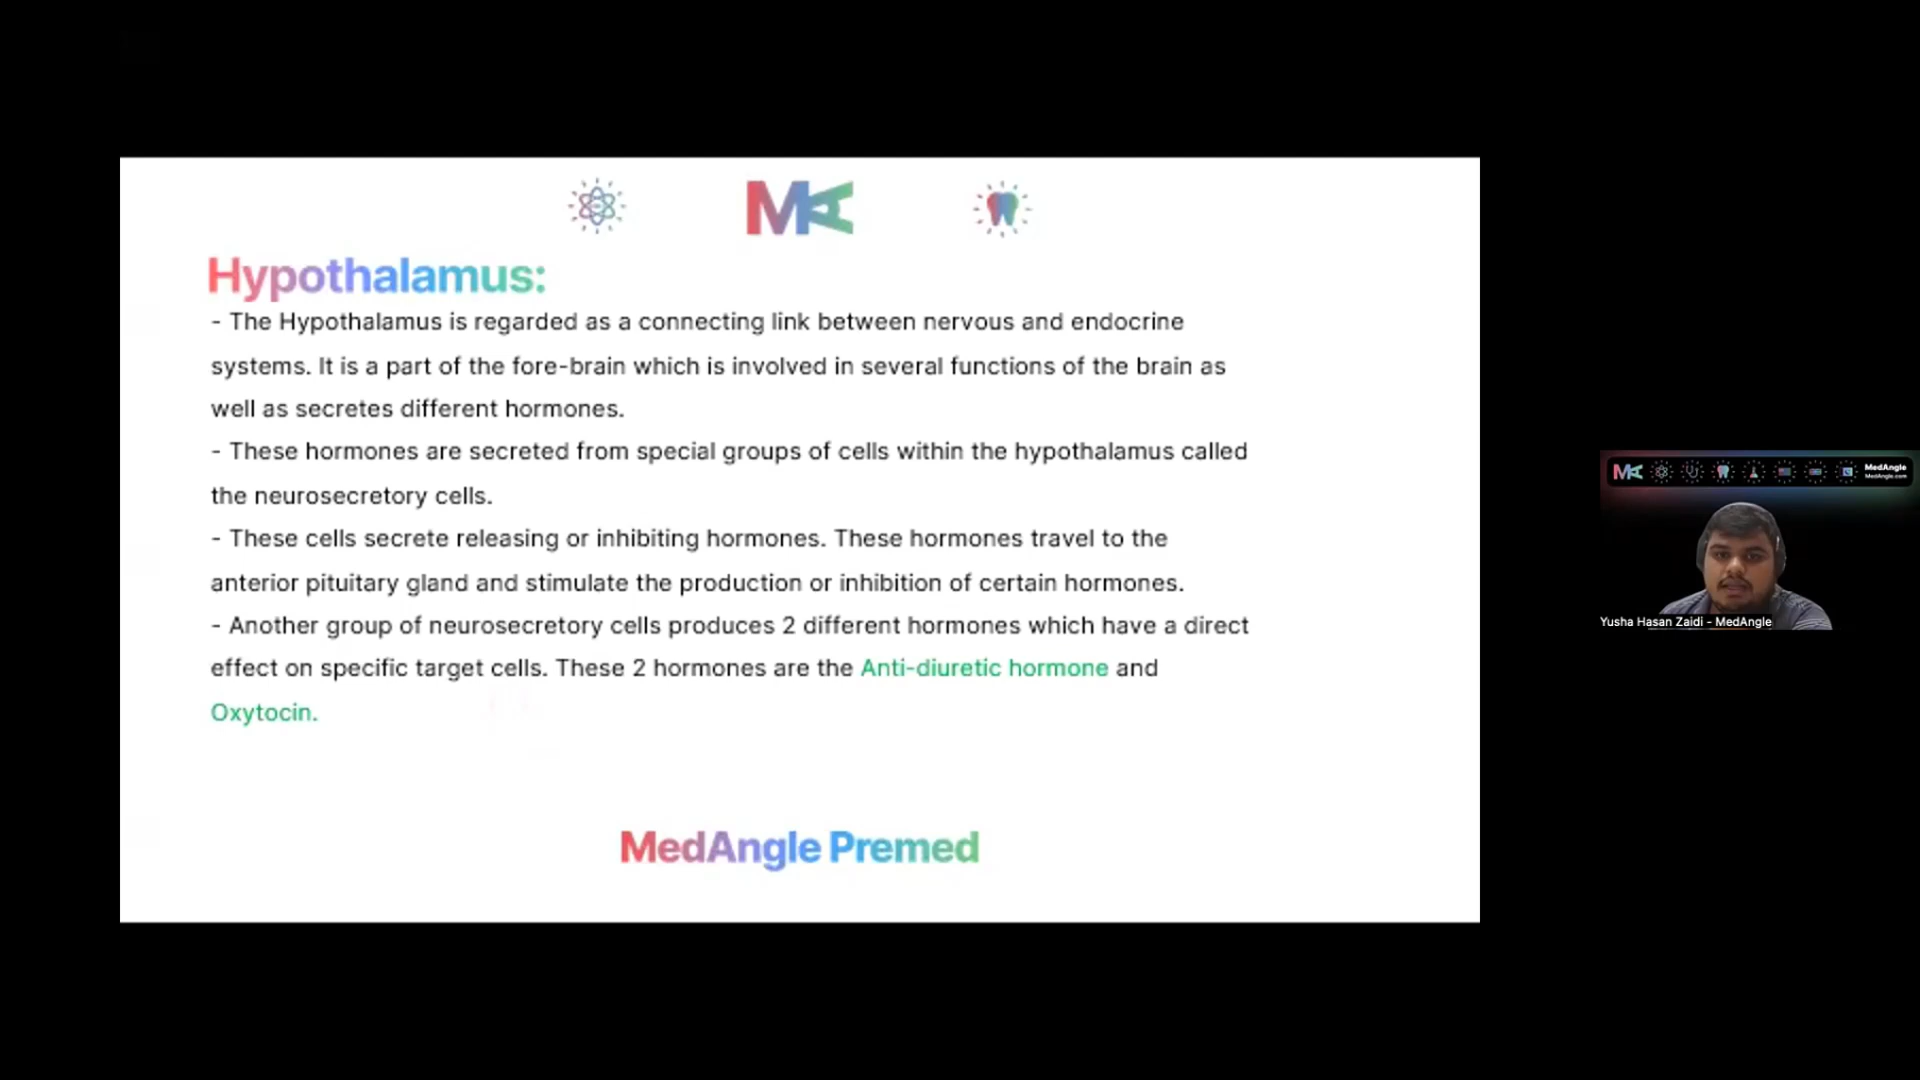 MA
Hypothalamus:
- The Hypothalamus is regarded as a connecting link between nervous and endocrine
systems. It is a part of the fore-brain which is involved in several functions of the brain as
well as secretes different hormones.
- These hormones are secreted from special groups of cells within the hypothalamus called
the neurosecretory cells.
- These cells secrete releasing or inhibiting hormones. These hormones travel to the
anterior pituitary gland and stimulate the production or inhibition of certain hormones.
- Another group of neurosecretory cells produces 2 different hormones which have a direct
effect on specific target cells. These 2 hormones are the Anti-diuretic hormone and
Oxytocin.
MedAngle Premed
MA
MedAngle
MedAngle.com
Yusha Hasan Zaidi - MedAngle